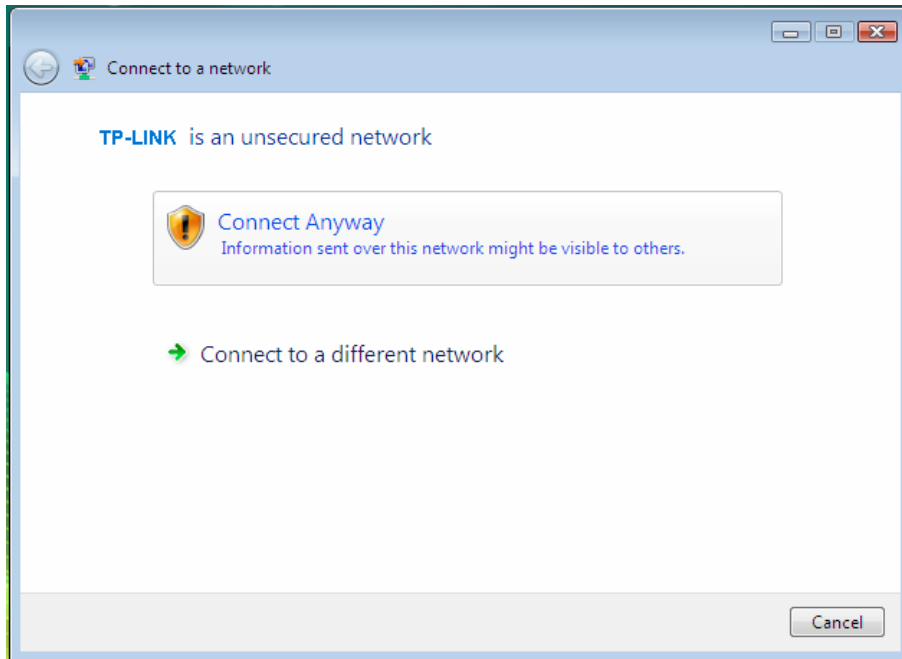 Connect to a network
TP-LINK is an unsecured network
Connect Anyway
Information sent over this network might be visible to others.
Connect to a different network
Cancel